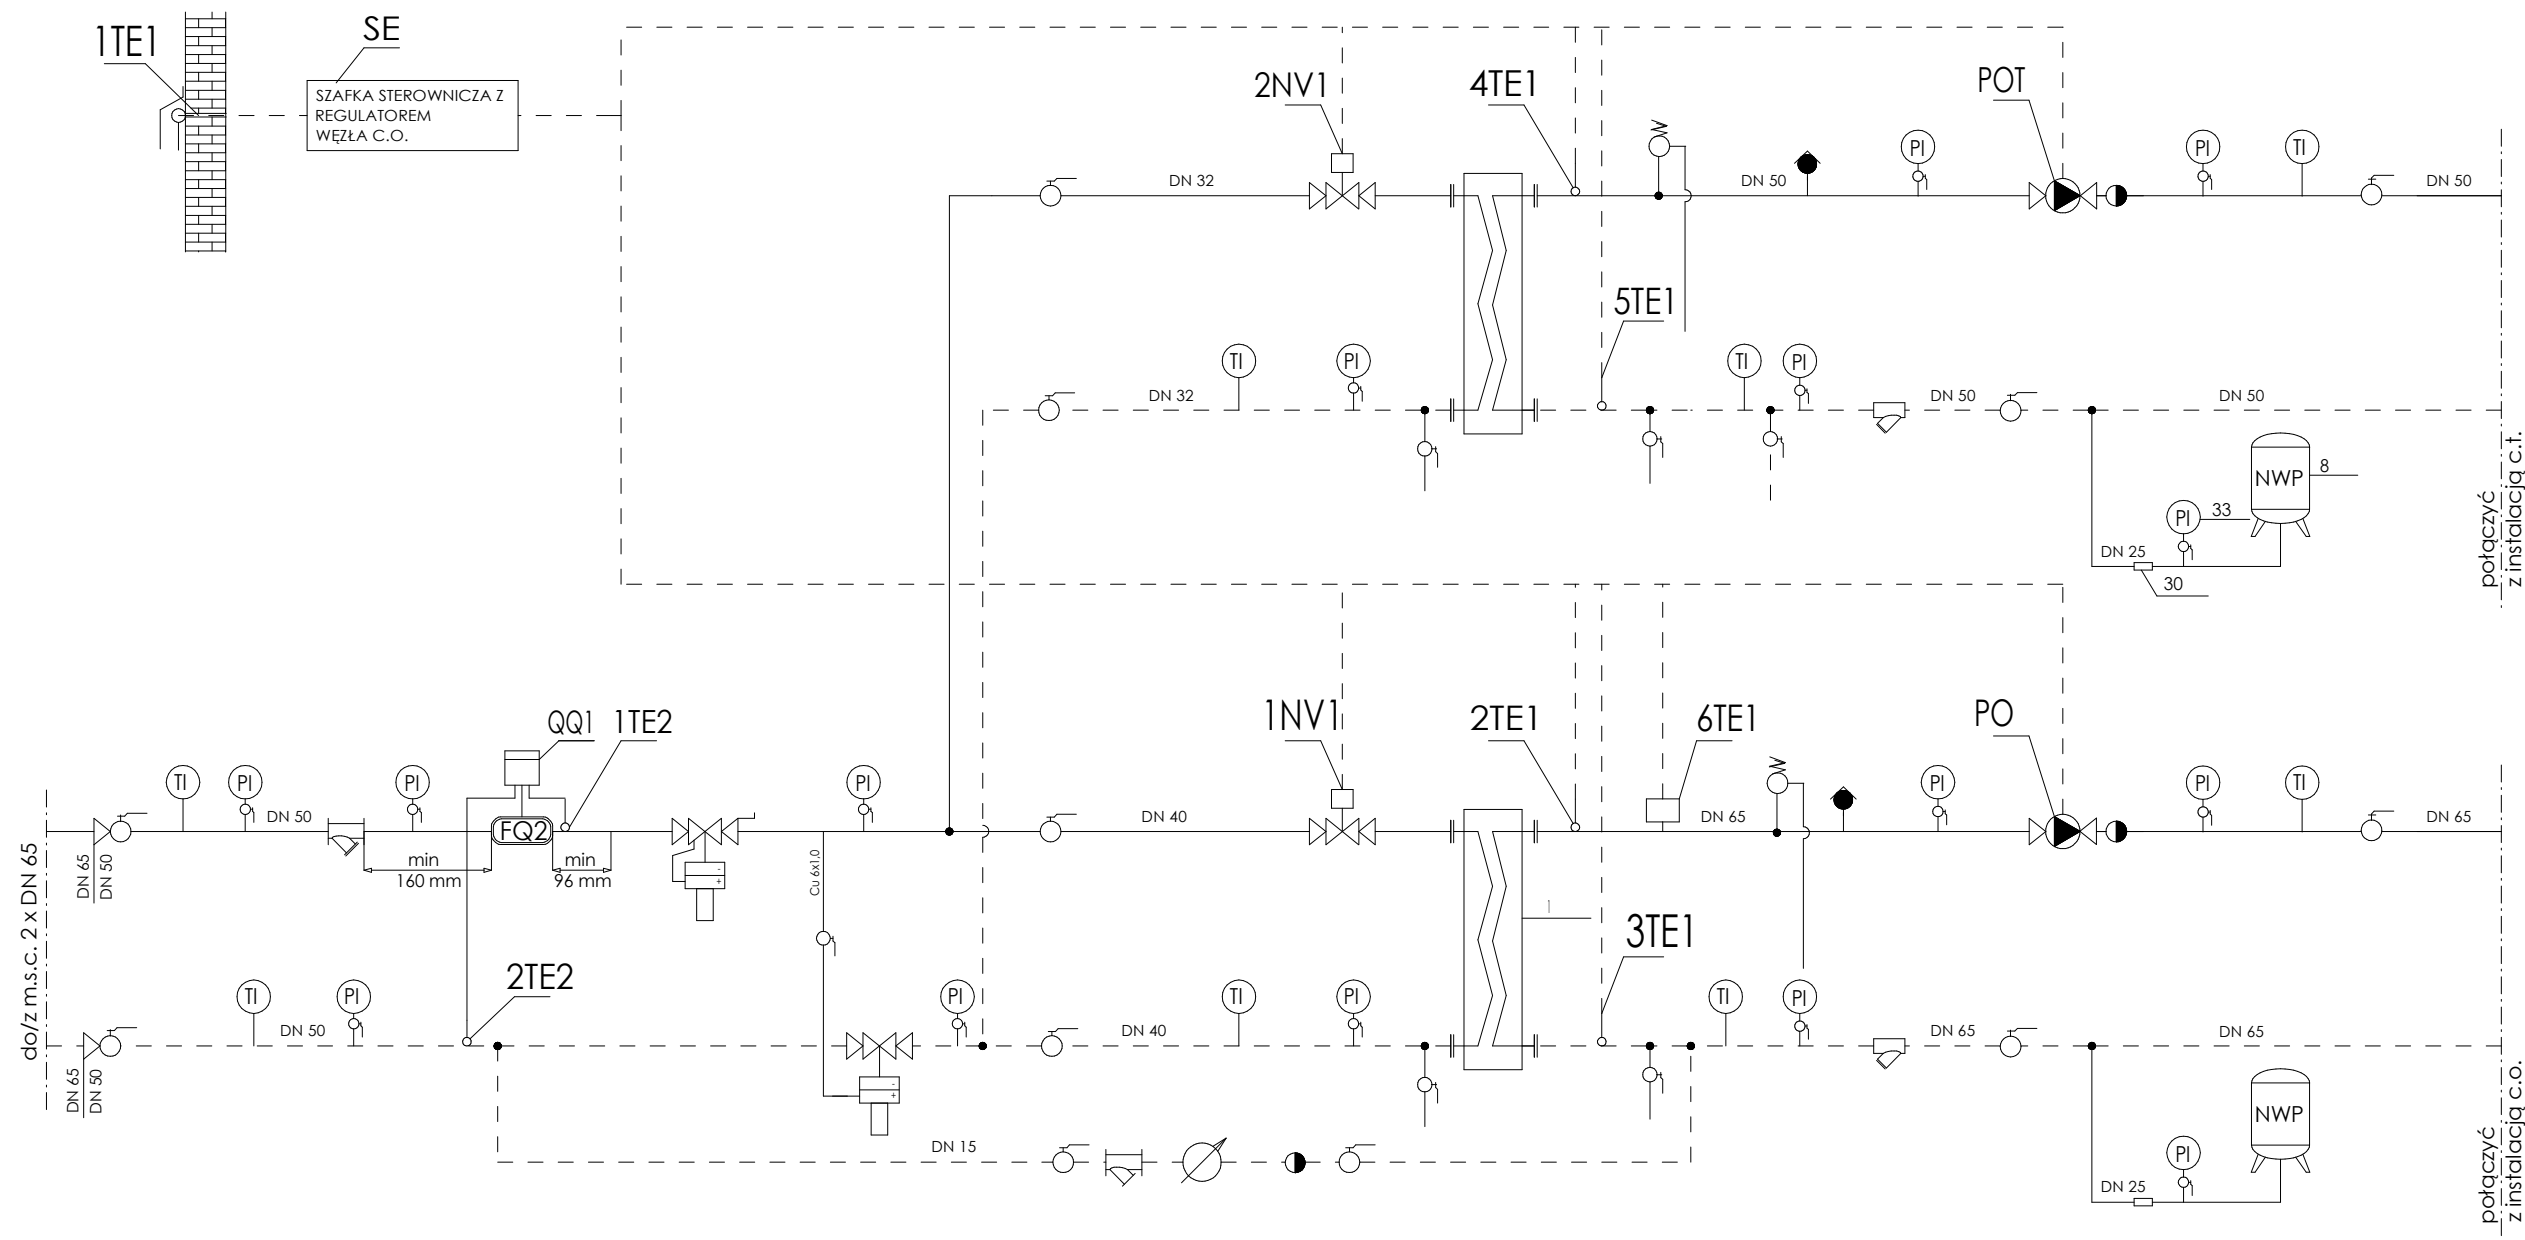 1TE1
SE
SZAFKA STEROWNICZA Z
REGULATOREM
WĘZŁA C.O.
2NV1
4TE1
POT
PI
PI
TI
DN 32
DN 50
DN 50
5TE1
TI
PI
TI
PI
DN 32
DN 50
DN 50
NWP
8
PI
33
DN 25
30
połączyć
z instalacją c.t.
QQ1
1TE2
1NV1
2TE1
6TE1
PO
TI
PI
PI
PI
PI
PI
TI
DN 50
FQ2
DN 40
DN 65
DN 65
DN 65
DN 50
min
160 mm
min
96 mm
Cu 6x1,0
-
+
do/z m.s.c. 2 x DN 65
2TE2
3TE1
TI
PI
PI
TI
PI
TI
PI
DN 50
DN 40
DN 65
DN 65
DN 65
DN 50
-
+
DN 15
NWP
PI
DN 25
połączyć
z instalacją c.o.